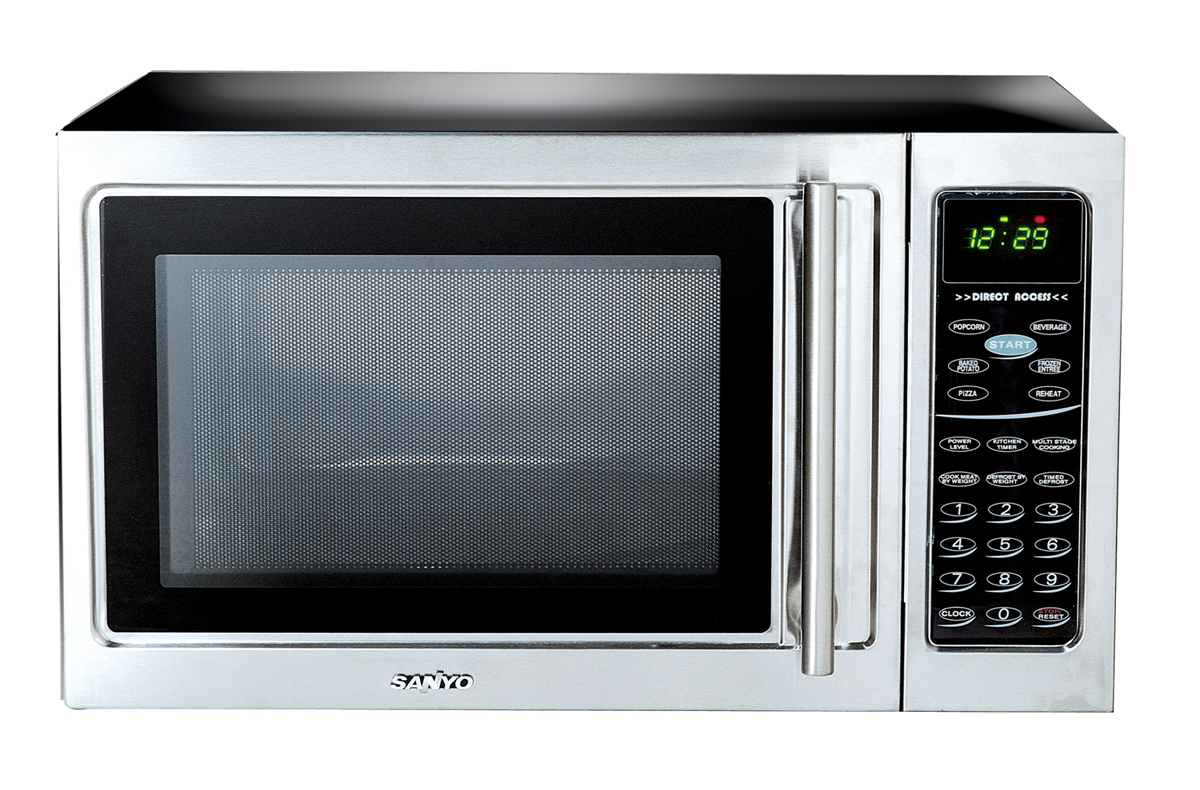 12:29
>>DIRECT ACCESS<<
POPCORN
BEVERAGE
START
BAKED
POTATO
FROZEN
ENTREE
PIZZA
REHEAT
POWER
LEVEL
KITCHEN
TIMER
MULTI STAGE
COOKING
COOK MEAT
BY WEIGHT
DEFROST BY
WEIGHT
TIMED
DEFROST
1
2
3
4
5
6
7
8
9
CLOCK
0
STOP/
RESET
SANYO